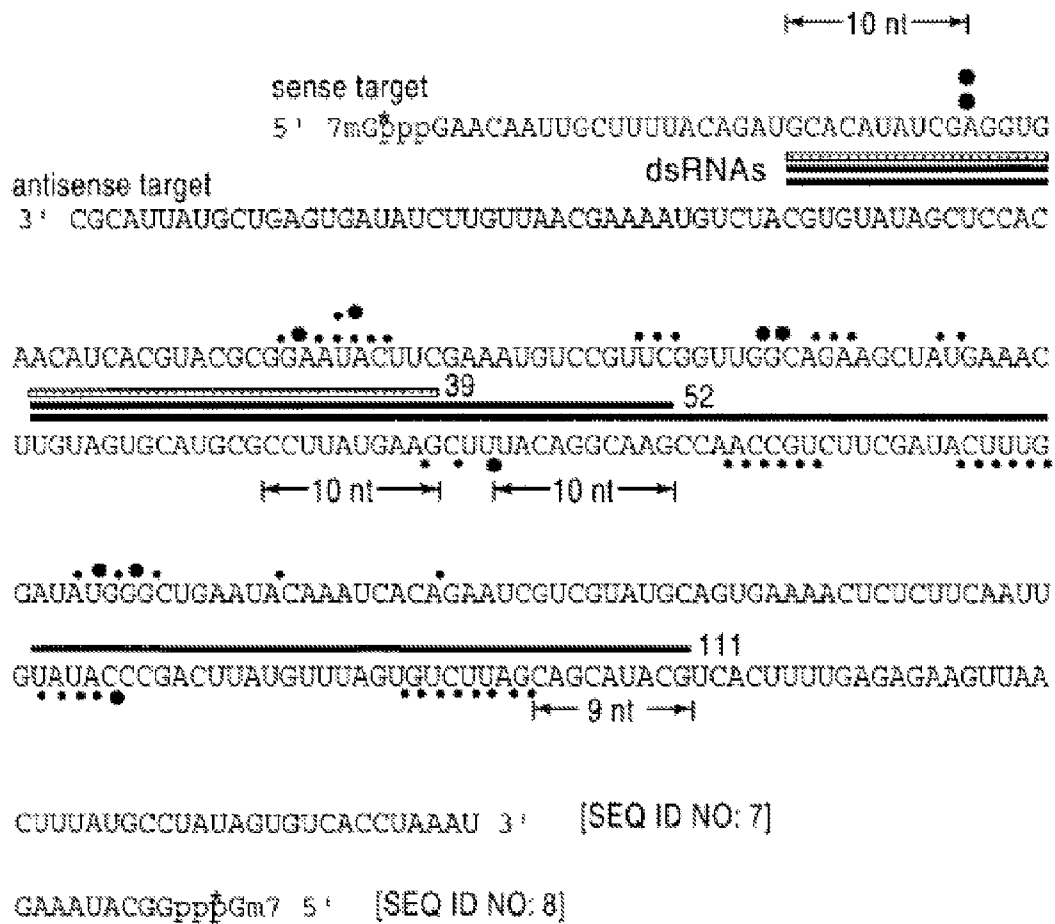 10 nt
sense target
5' 7mGpppGAACAAUUGCUUUUACAGAUGCACAUAUCGAGGUG
*
dsRNAs
antisense target
3' CGCAUUAUGCUGAGUGAUAUCUUGUUAACGAAAAUGUCUACGUGUAUAGCUCCAC
AACAUCACGUACGCGGAAUACUUCGAAAUGUCCGUUCGGUUGGCAGAAGCUAUGAAAC
39
52
UUGUAGUGCAUGCGCCUUAUGAAGCUUUACAGGCAAGCCAACCGUCUUCGAUACUUUG
10 nt 10 nt
GAUAUGGGCUGAAUACAAAUCACAGAAUCGUCGUAUGCAGUGAAAACUCUCUUCAAUU
111
GUAUACCCGACUUAUGUUUAGUGUCUUAGCAGCAUACGUCACUUUUGAGAGAAGUUAA
9 nt
CUUUAUGCCUAUAGUGUCACCUAAAU 3' [SEQ ID NO: 7]
*
GAAAUACGGpppGm7 5' [SEQ ID NO: 8]